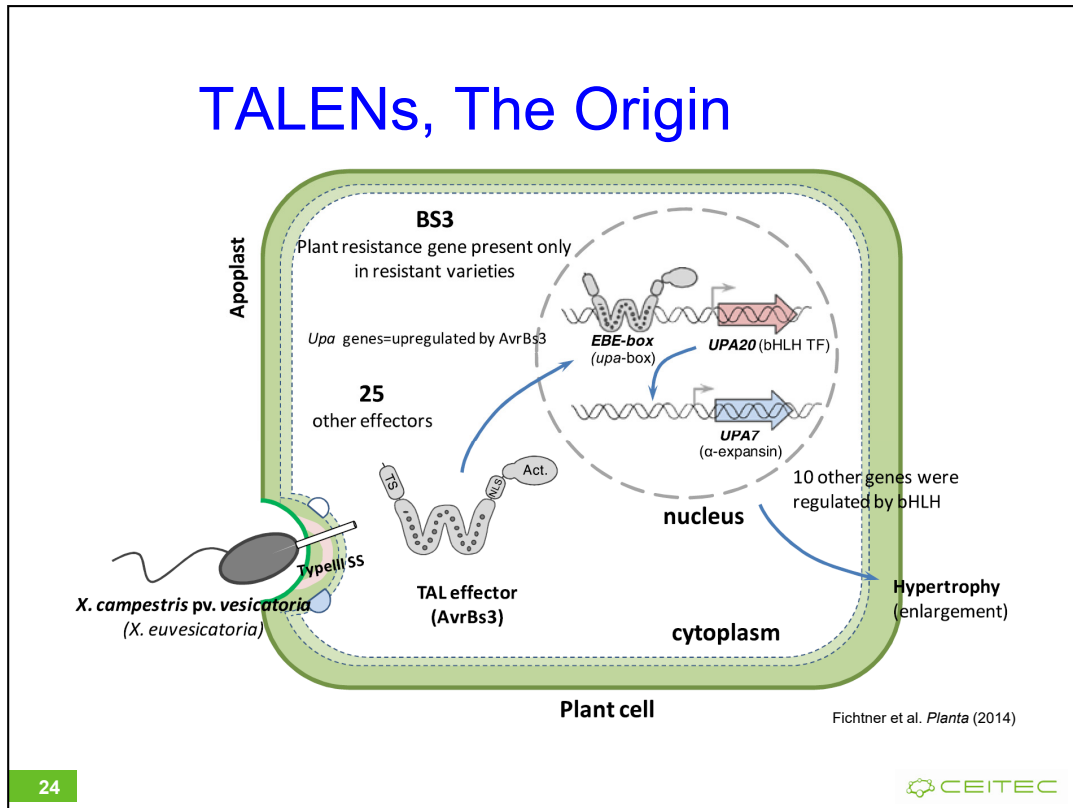 TALENs, The Origin
Apoplast
BS3
Plant resistance gene present only
in resistant varieties
Upa genes=upregulated by AvrBs3
25
other effectors
EBE-box
(upa-box)
UPA20 (bHLH TF)
UPA7
(α-expansin)
nucleus
10 other genes were
regulated by bHLH
TS
NLS
Act.
TAL effector
(AvrBs3)
TypeIII SS
X. campestris pv. vesicatoria
(X. euvesicatoria)
Hypertrophy
(enlargement)
cytoplasm
Plant cell
Fichtner et al. Planta (2014)
24
CEITEC